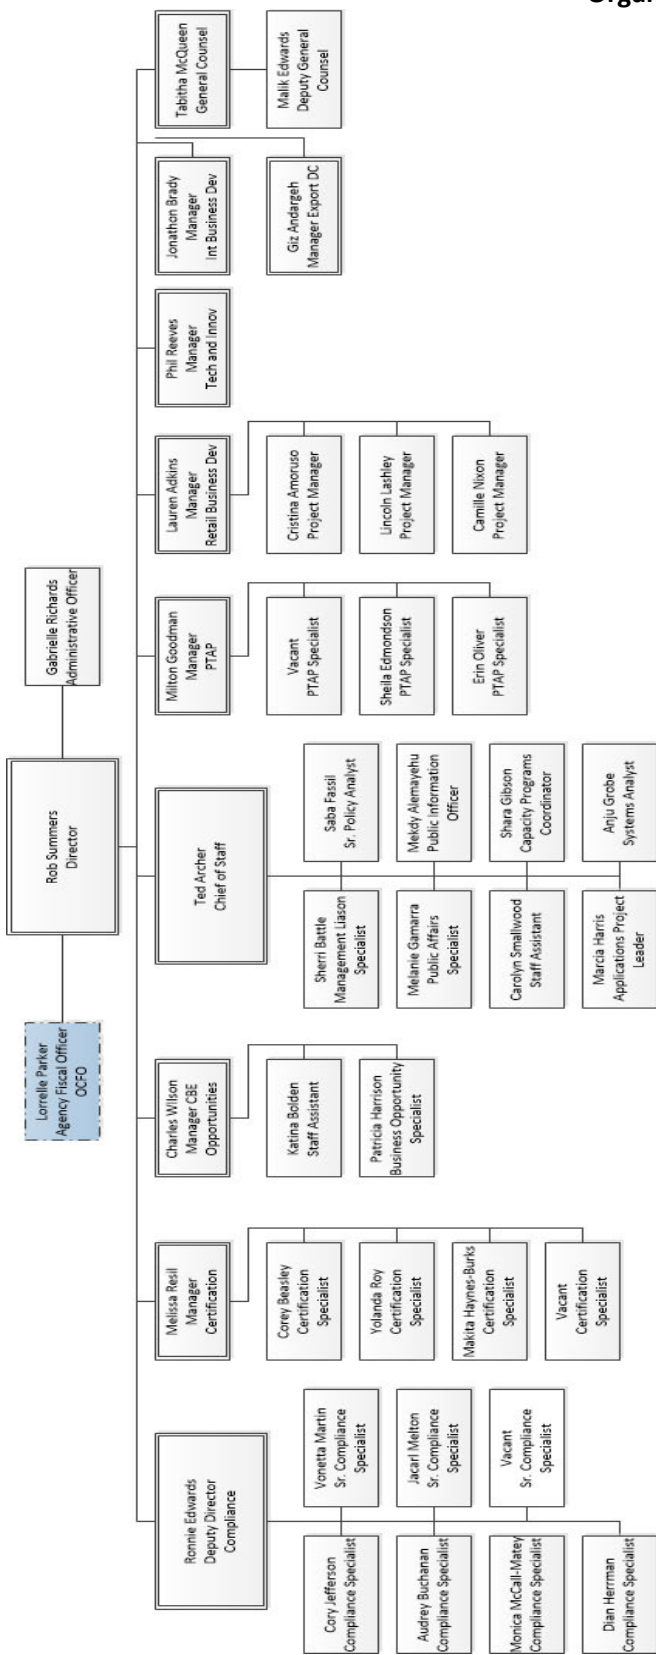 Organ
Rob Summers
Director
Lorrelle Parker
Agency Fiscal Officer
OCFO
Gabrielle Richards
Administrative Officer
Ronnie Edwards
Deputy Director
Compliance
Vonetta Martin
Sr. Compliance
Specialist
Jacarl Melton
Sr. Compliance
Specialist
Vacant
Sr. Compliance
Specialist
Cory Jefferson
Compliance Specialist
Audrey Buchanan
Compliance Specialist
Monica McCall-Matey
Compliance Specialist
Dian Herrman
Compliance Specialist
Melissa Resil
Manager
Certification
Corey Beasley
Certification
Specialist
Yolanda Roy
Certification
Specialist
Makita Haynes-Burks
Certification
Specialist
Vacant
Certification
Specialist
Charles WIlson
Manager CBE
Opportunities
Katina Bolden
Staff Assistant
Patricia Harrison
Business Opportunity
Specialist
Ted Archer
Chief of Staff
Sherri Battle
Management Liason
Specialist
Saba Fassil
Sr. Policy Analyst
Melanie Gamarra
Public Affairs
Specialist
Mekdy Alemayehu
Public Information
Officer
Carolyn Smallwood
Staff Assistant
Shara Gibson
Capacity Programs
Coordinator
Marcia Harris
Applications Project
Leader
Anju Grobe
Systems Analyst
Milton Goodman
Manager
PTAP
Vacant
PTAP Specialist
Sheila Edmondson
PTAP Specialist
Erin Oliver
PTAP Specialist
Lauren Adkins
Manager
Retail Business Dev
Cristina Amoruso
Project Manager
Lincoln Lashley
Project Manager
Camille Nixon
Project Manager
Phil Reeves
Manager
Tech and Innov
Jonathon Brady
Manager
Int Business Dev
Giz Andargeh
Manager Export DC
Tabitha McQueen
General Counsel
Malik Edwards
Deputy General
Counsel